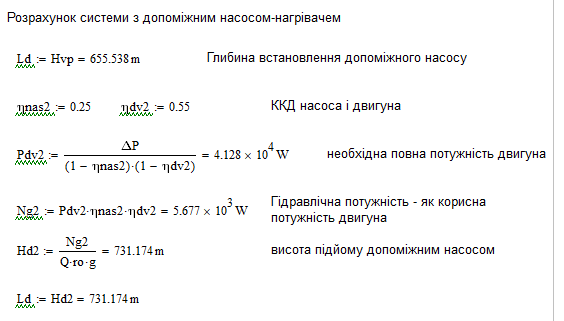 Розрахунок системи з допоміжним насосом-нагрівачем
Ld := Hvp = 655.538 m Глибина встановлення допоміжного насосу
ηnas2 := 0.25 ηdv2 := 0.55 ККД насоса і двигуна
Pdv2 := ΔP / (1 − ηnas2)·(1 − ηdv2) = 4.128 × 10^4 W необхідна повна потужність двигуна
Ng2 := Pdv2·ηnas2·ηdv2 = 5.677 × 10^3 W Гідравлічна потужність - як корисна
потужність двигуна
Hd2 := Ng2 / Q·ro·g = 731.174 m висота підйому допоміжним насосом
Ld := Hd2 = 731.174 m